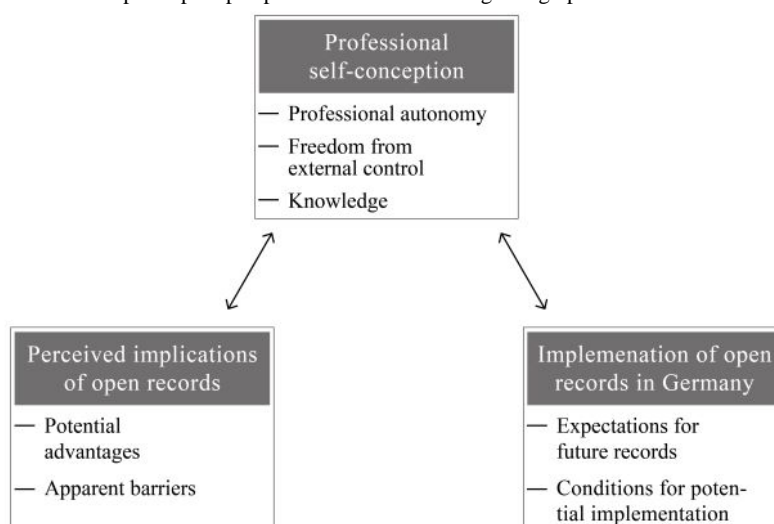 Professional
self-conception
— Professional autonomy
— Freedom from
external control
— Knowledge
Perceived implications
of open records
— Potential
advantages
— Apparent barriers
Implemenation of open
records in Germany
— Expectations for
future records
— Conditions for poten-
tial implementation